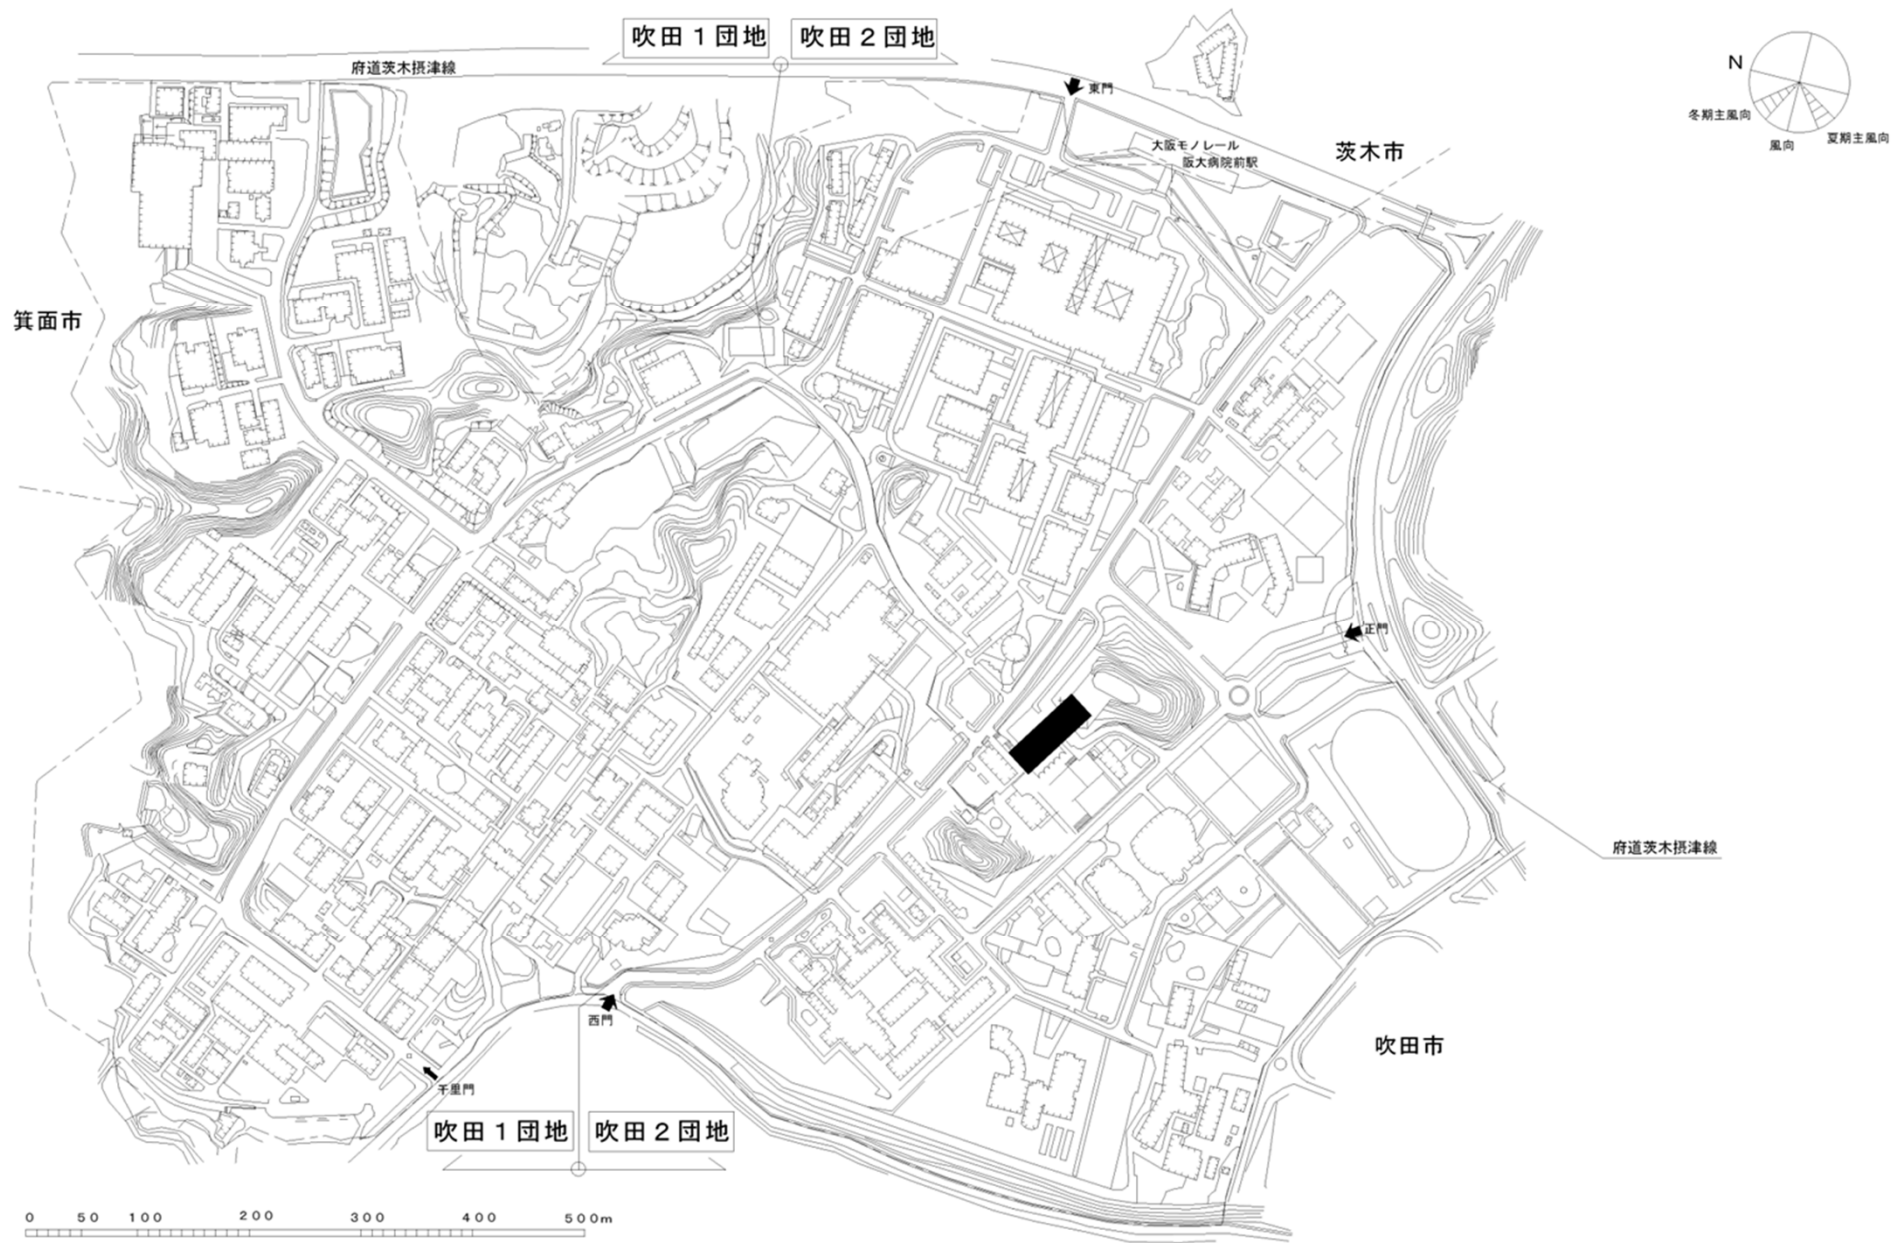 吹田１団地
吹田２団地
府道茨木摂津線
東門
大阪モノレール
阪大病院前駅
茨木市
N
冬期主風向
風向
夏期主風向
箕面市
正門
府道茨木摂津線
西門
千里門
吹田市
吹田１団地
吹田２団地
0 50 100 200 300 400 500m